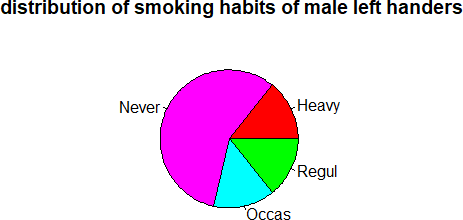 distribution of smoking habits of male left handers
Never
Heavy
Regul
Occas